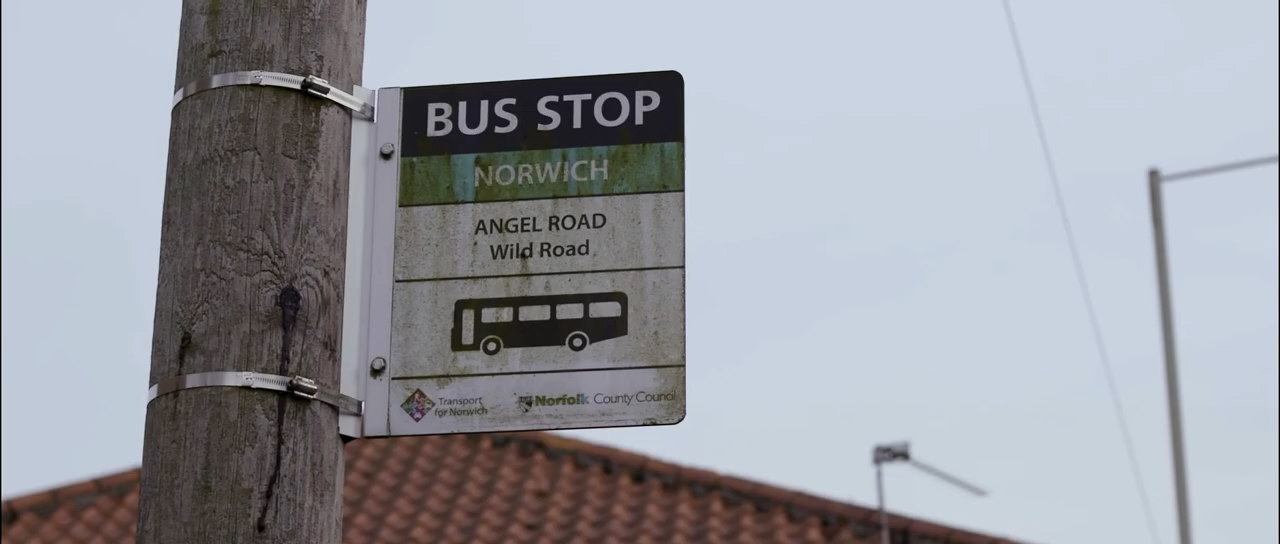 BUS STOP
NORWICH
ANGEL ROAD
Wild Road
Transport
for Norwich
Norfolk County Council